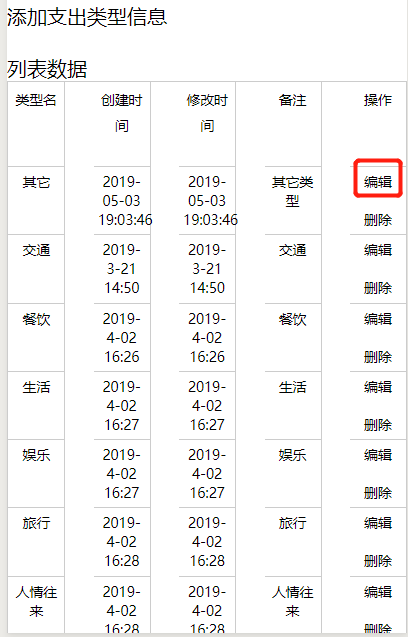 添加支出类型信息
列表数据
类型名 创建时间 修改时间 备注 操作
其它 2019-05-03 19:03:46 2019-05-03 19:03:46 其它类型 编辑 删除
交通 2019-3-21 14:50 2019-3-21 14:50 交通 编辑 删除
餐饮 2019-4-02 16:26 2019-4-02 16:26 餐饮 编辑 删除
生活 2019-4-02 16:27 2019-4-02 16:27 生活 编辑 删除
娱乐 2019-4-02 16:27 2019-4-02 16:27 娱乐 编辑 删除
旅行 2019-4-02 16:28 2019-4-02 16:28 旅行 编辑 删除
人情往来 2019-4-02 16:28 2019-4-02 16:28 人情往来 编辑 删除